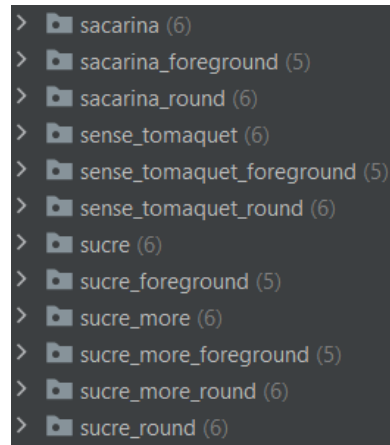 sacarina (6)
sacarina_foreground (5)
sacarina_round (6)
sense_tomaquet (6)
sense_tomaquet_foreground (5)
sense_tomaquet_round (6)
sucre (6)
sucre_foreground (5)
sucre_more (6)
sucre_more_foreground (5)
sucre_more_round (6)
sucre_round (6)